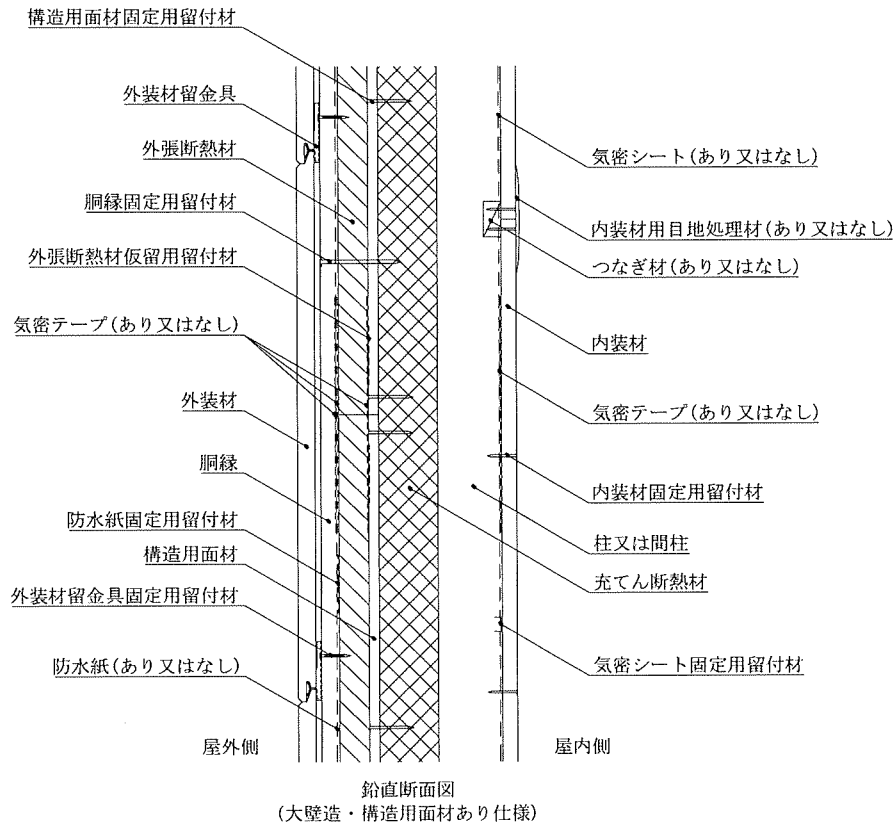 構造用面材固定用留付材
外装材留金具
外張断熱材
胴縁固定用留付材
外張断熱材仮留用留付材
気密テープ(あり又はなし)
外装材
胴縁
防水紙固定用留付材
構造用面材
外装材留金具固定用留付材
防水紙(あり又はなし)
屋外側
気密シート(あり又はなし)
内装材用目地処理材(あり又はなし)
つなぎ材(あり又はなし)
内装材
気密テープ(あり又はなし)
内装材固定用留付材
柱又は間柱
充てん断熱材
気密シート固定用留付材
屋内側
鉛直断面図
(大壁造・構造用面材あり仕様)